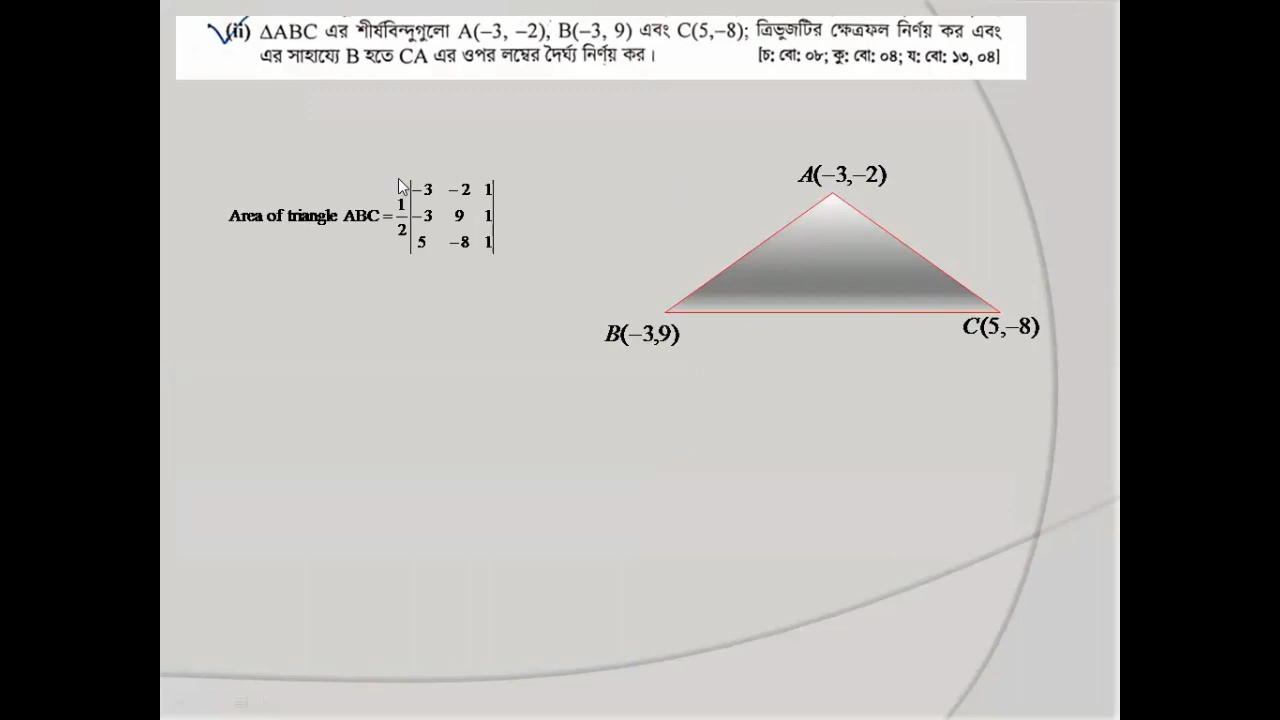 (ii) ΔABC এর শীর্ষবিন্দুগুলো A(–3, –2), B(–3, 9) এবং C(5,–8); ত্রিভুজটির ক্ষেত্রফল নির্ণয় কর এবং
এর সাহায্যে B হতে CA এর ওপর লম্বের দৈর্ঘ্য নির্ণয় কর। [চ: বো: ০৮; কু: বো: ০৪; য: বো: ১৩, ০৪]
A(–3,–2)
–3 –2 1
Area of triangle ABC = 1/2 –3 9 1
5 –8 1
B(–3,9)
C(5,–8)